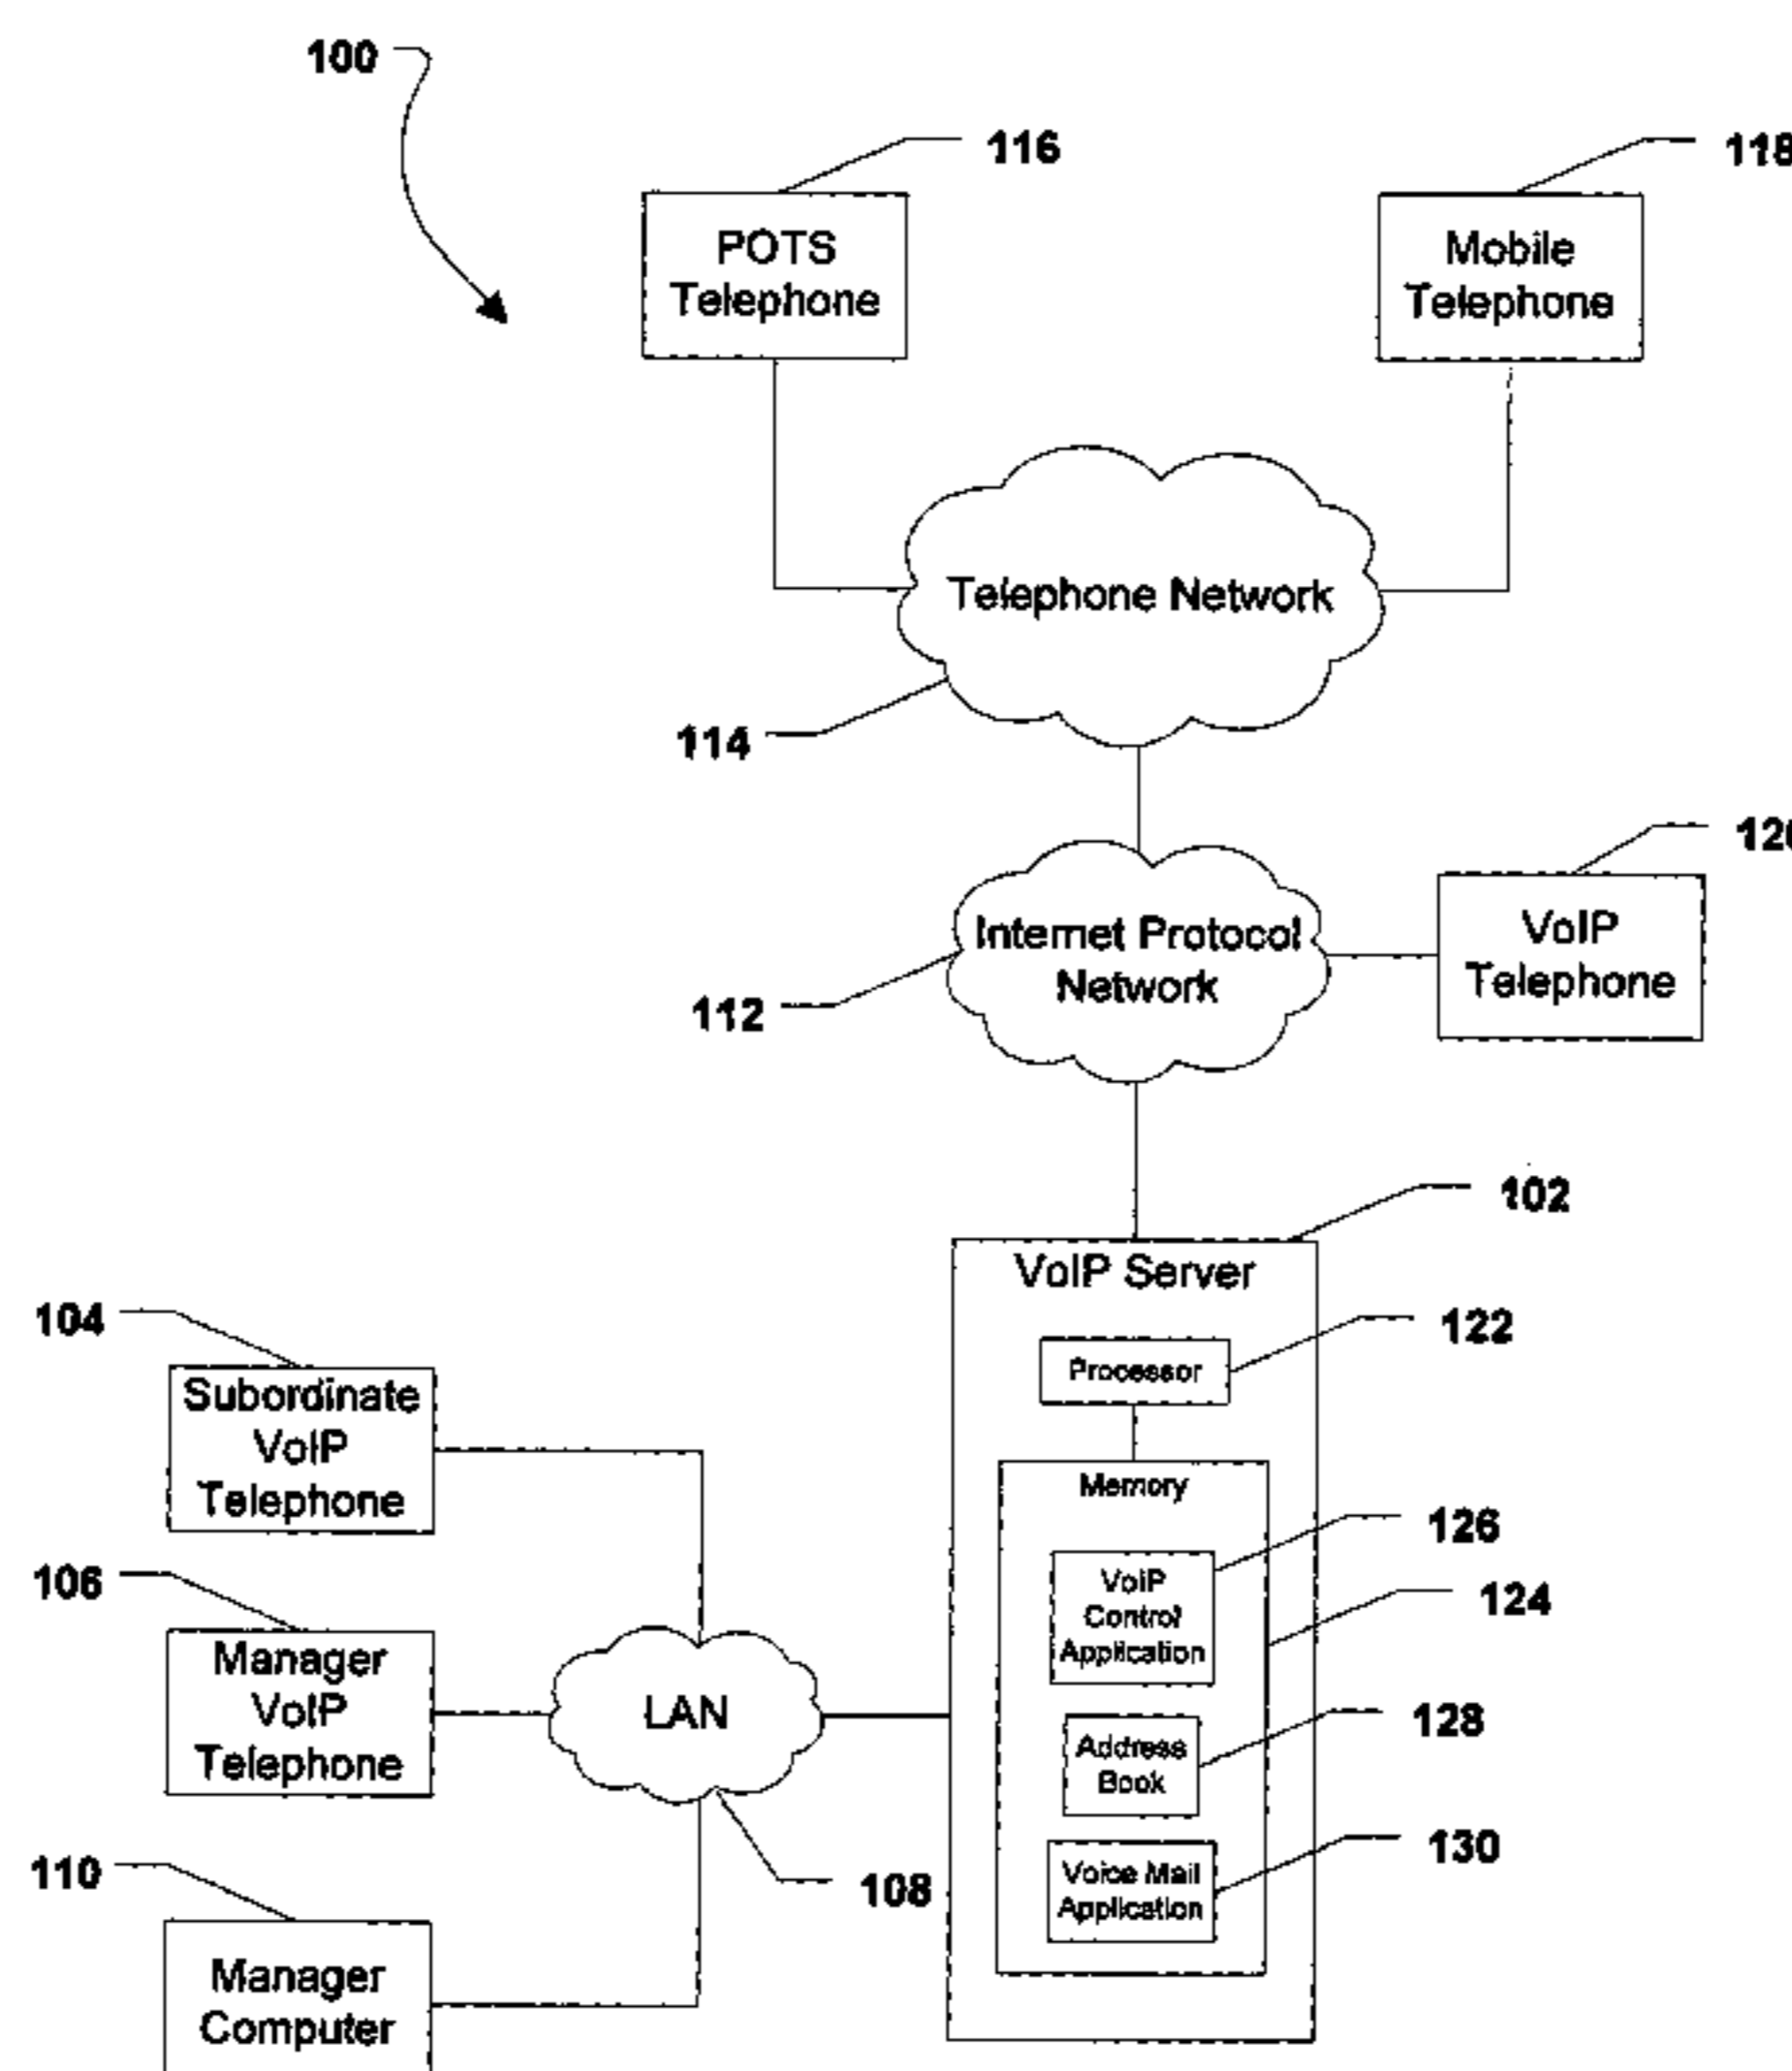 100
116
118
POTS
Telephone
Mobile
Telephone
Telephone Network
114
Internet Protocol
Network
112
VoIP
Telephone
102
VoIP Server
104
122
Processor
Subordinate
VoIP
Telephone
Memory
126
VoIP
Control
Application
124
106
Manager
VoIP
Telephone
LAN
128
Address
Book
130
Voice Mail
Application
110
108
Manager
Computer